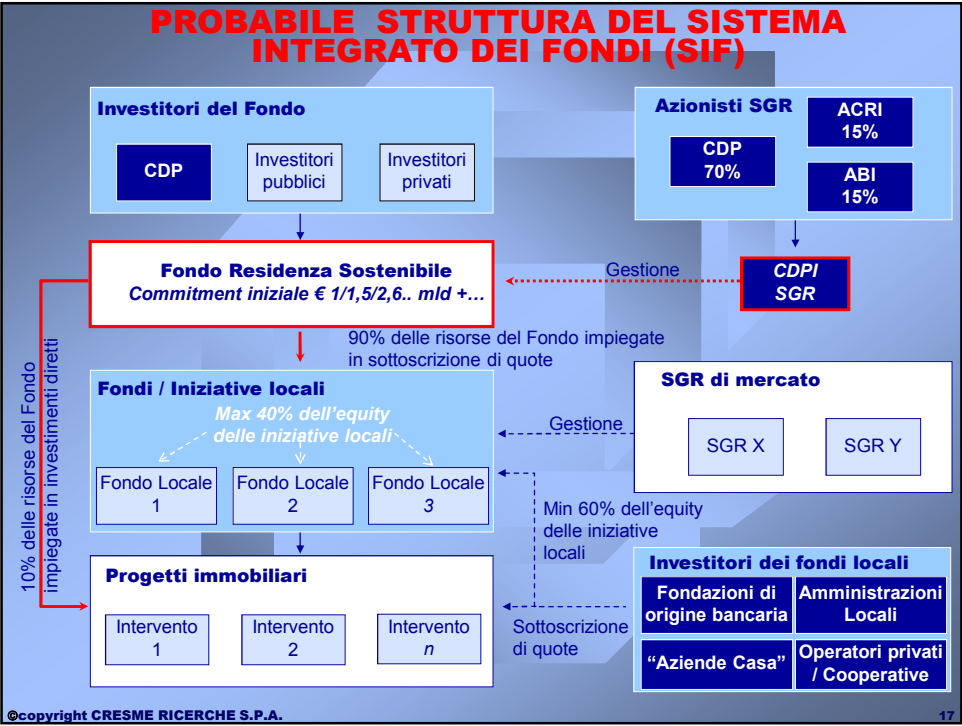 PROBABILE STRUTTURA DEL SISTEMA
INTEGRATO DEI FONDI (SIF)
Investitori del Fondo
CDP
Investitori
pubblici
Investitori
privati
Azionisti SGR
CDP
70%
ACRI
15%
ABI
15%
Fondo Residenza Sostenibile
Commitment iniziale € 1/1,5/2,6.. mld +…
Gestione
CDPI
SGR
90% delle risorse del Fondo impiegate
in sottoscrizione di quote
10% delle risorse del Fondo
impiegate in investimenti diretti
Fondi / Iniziative locali
Max 40% dell'equity
delle iniziative locali
Fondo Locale
1
Fondo Locale
2
Fondo Locale
3
Gestione
SGR di mercato
SGR X
SGR Y
Min 60% dell'equity
delle iniziative
locali
Progetti immobiliari
Intervento
1
Intervento
2
Intervento
n
Sottoscrizione
di quote
Investitori dei fondi locali
Fondazioni di
origine bancaria
Amministrazioni
Locali
“Aziende Casa”
Operatori privati
/ Cooperative
©copyright CRESME RICERCHE S.P.A.
17